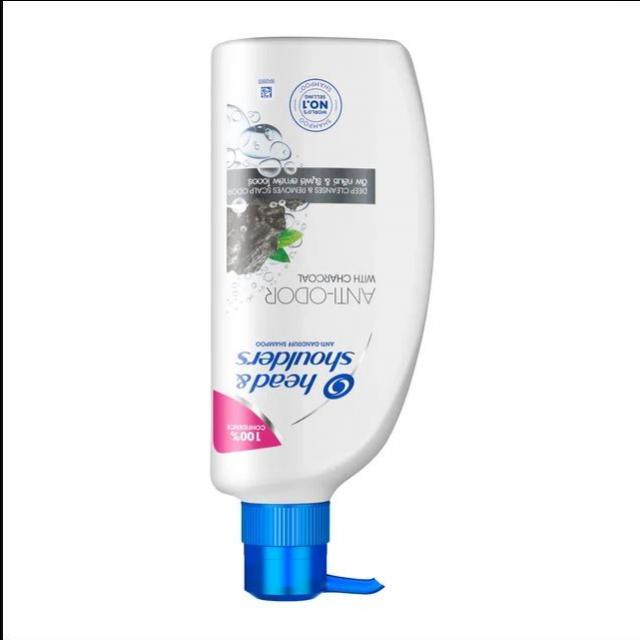 100%
CONFIDENCE
head &
shoulders
ANTI-DANDRUFF SHAMPOO
ANTI-ODOR
WITH CHARCOAL
DEEP CLEANSES & REMOVES SCALP ODOR
WORLD'S
NO.1
SELLING
SHAMPOO
SHAMPOO